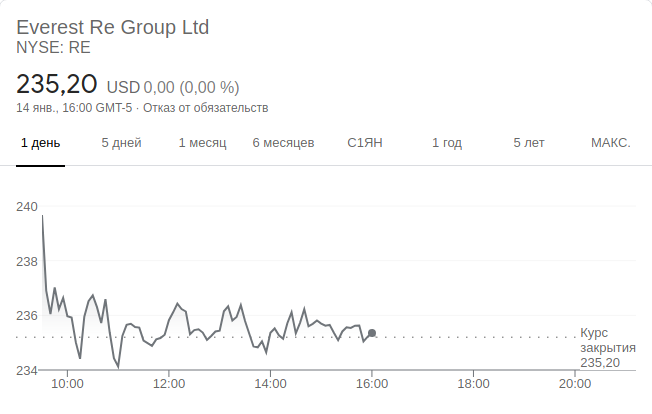 Everest Re Group Ltd
NYSE: RE
235,20 USD 0,00 (0,00 %)
14 янв., 16:00 GMT-5 · Отказ от обязательств
1 день 5 дней 1 месяц 6 месяцев С1ЯН 1 год 5 лет МАКС.
240
238
236
Курс
закрытия
235,20
234
10:00 12:00 14:00 16:00 18:00 20:00